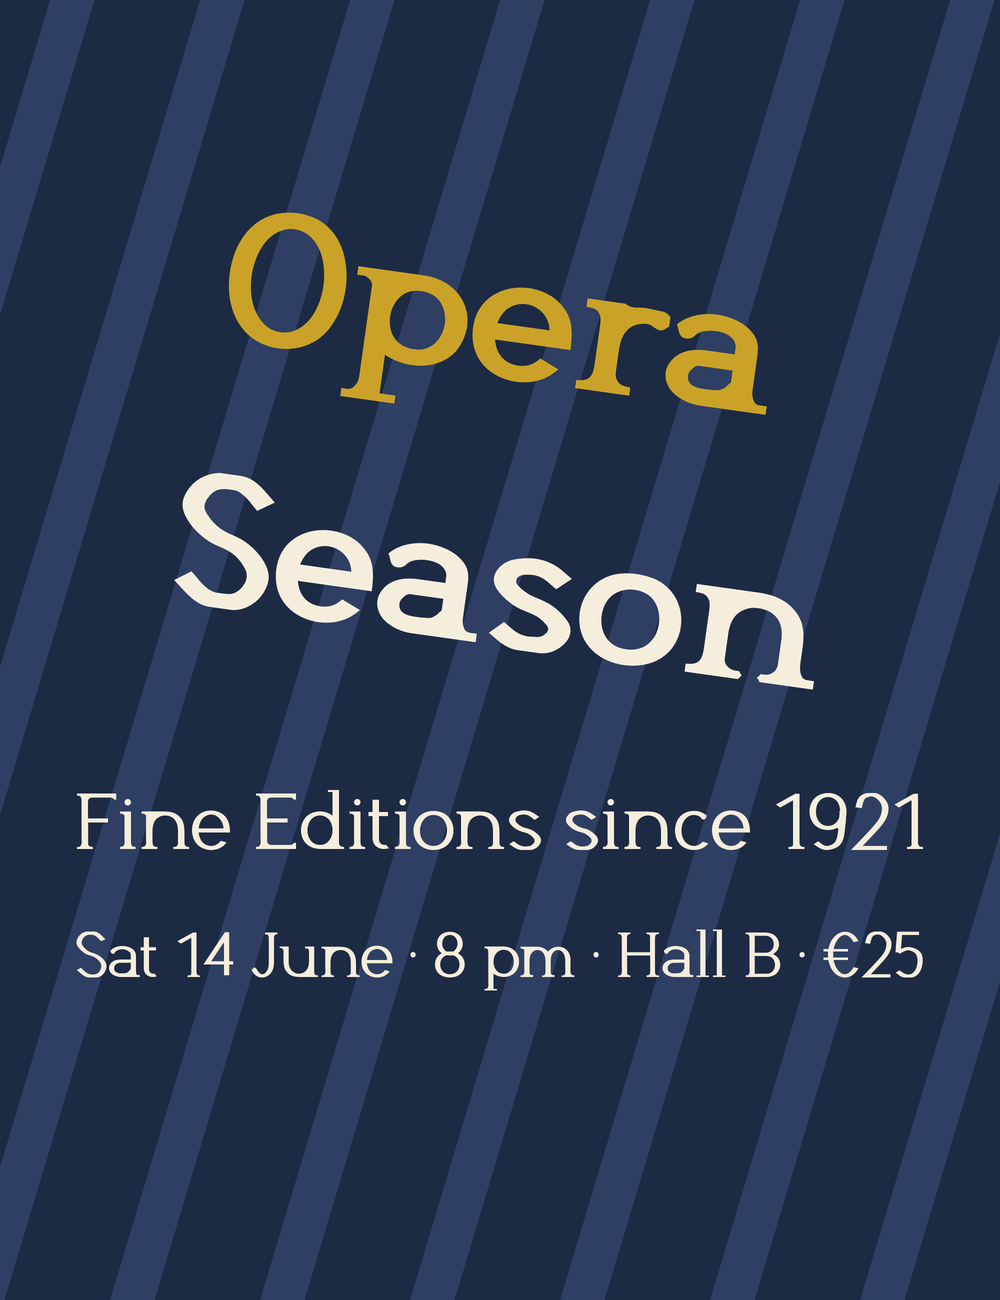 Opera
Season
Fine Editions since 1921
Sat 14 June · 8 pm · Hall B · €25